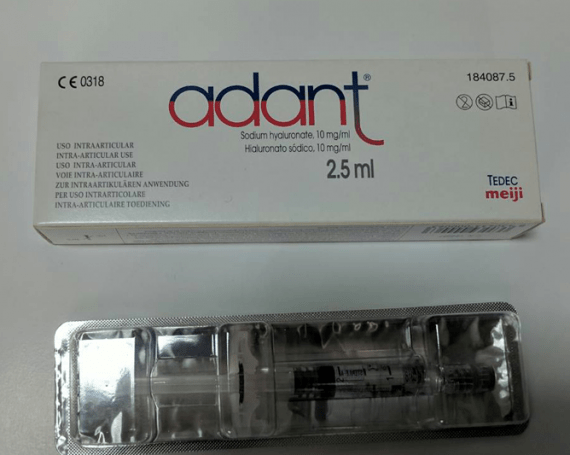 CE 0318
adant®
184087.5
Sodium hyaluronate, 10 mg/ml
Hialuronato sódico, 10 mg/ml
2.5 ml
USO INTRAARTICULAR
INTRA-ARTICULAR USE
USO INTRA-ARTICULAR
VOIE INTRA-ARTICULAIRE
ZUR INTRAARTIKULÄREN ANWENDUNG
PER USO INTRARTICOLARE
INTRA-ARTICULAIRE TOEDIENING
TEDEC
meiji